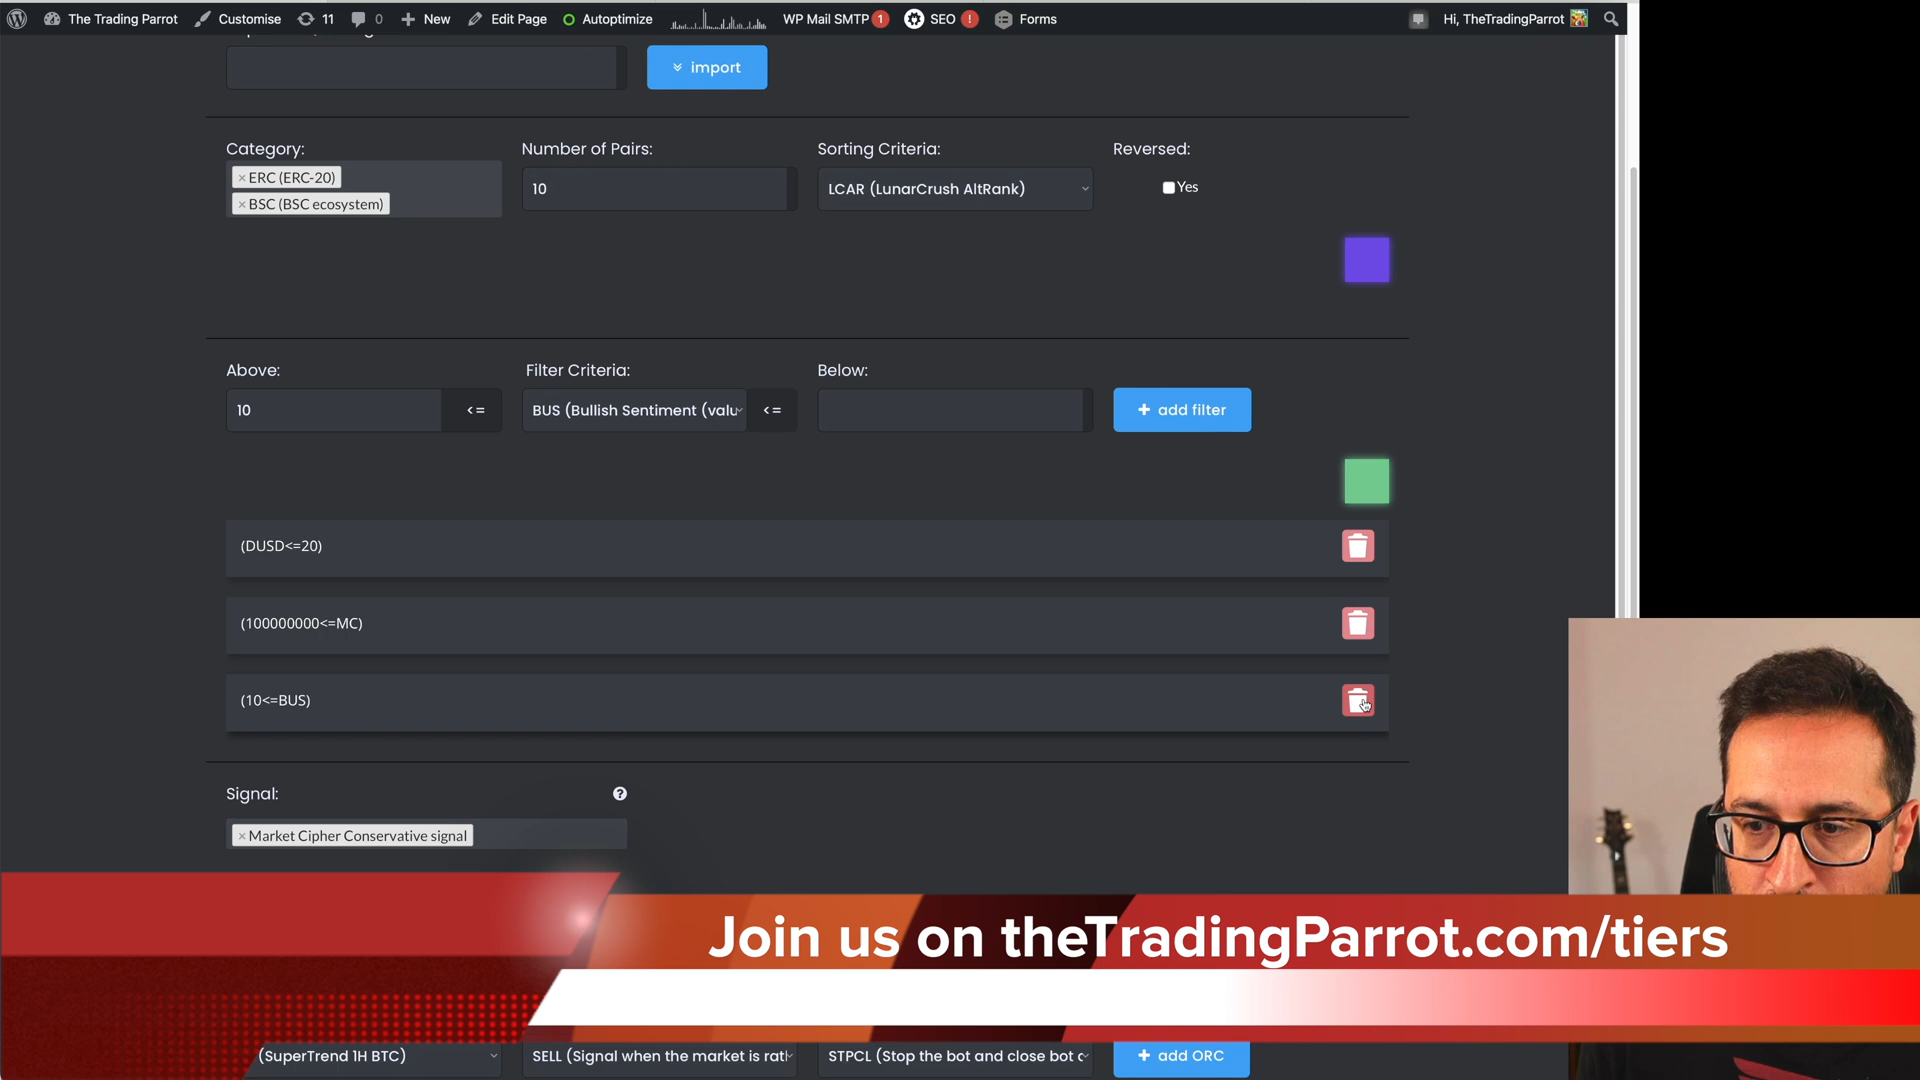 The Trading Parrot Customise 11 0 New Edit Page Autoptimize WP Mail SMTP 1 SEO ! Forms Hi, TheTradingParrot
import
Category: Number of Pairs: Sorting Criteria: Reversed:
× ERC (ERC-20)
10 LCAR (LunarCrush AltRank) Yes
× BSC (BSC ecosystem)
Above: Filter Criteria: Below:
10 <= BUS (Bullish Sentiment (valu <= + add filter
(DUSD<=20)
(100000000<=MC)
(10<=BUS)
Signal: ?
× Market Cipher Conservative signal
Join us on theTradingParrot.com/tiers
(SuperTrend 1H BTC) SELL (Signal when the market is rat STPCL (Stop the bot and close bot + add ORC